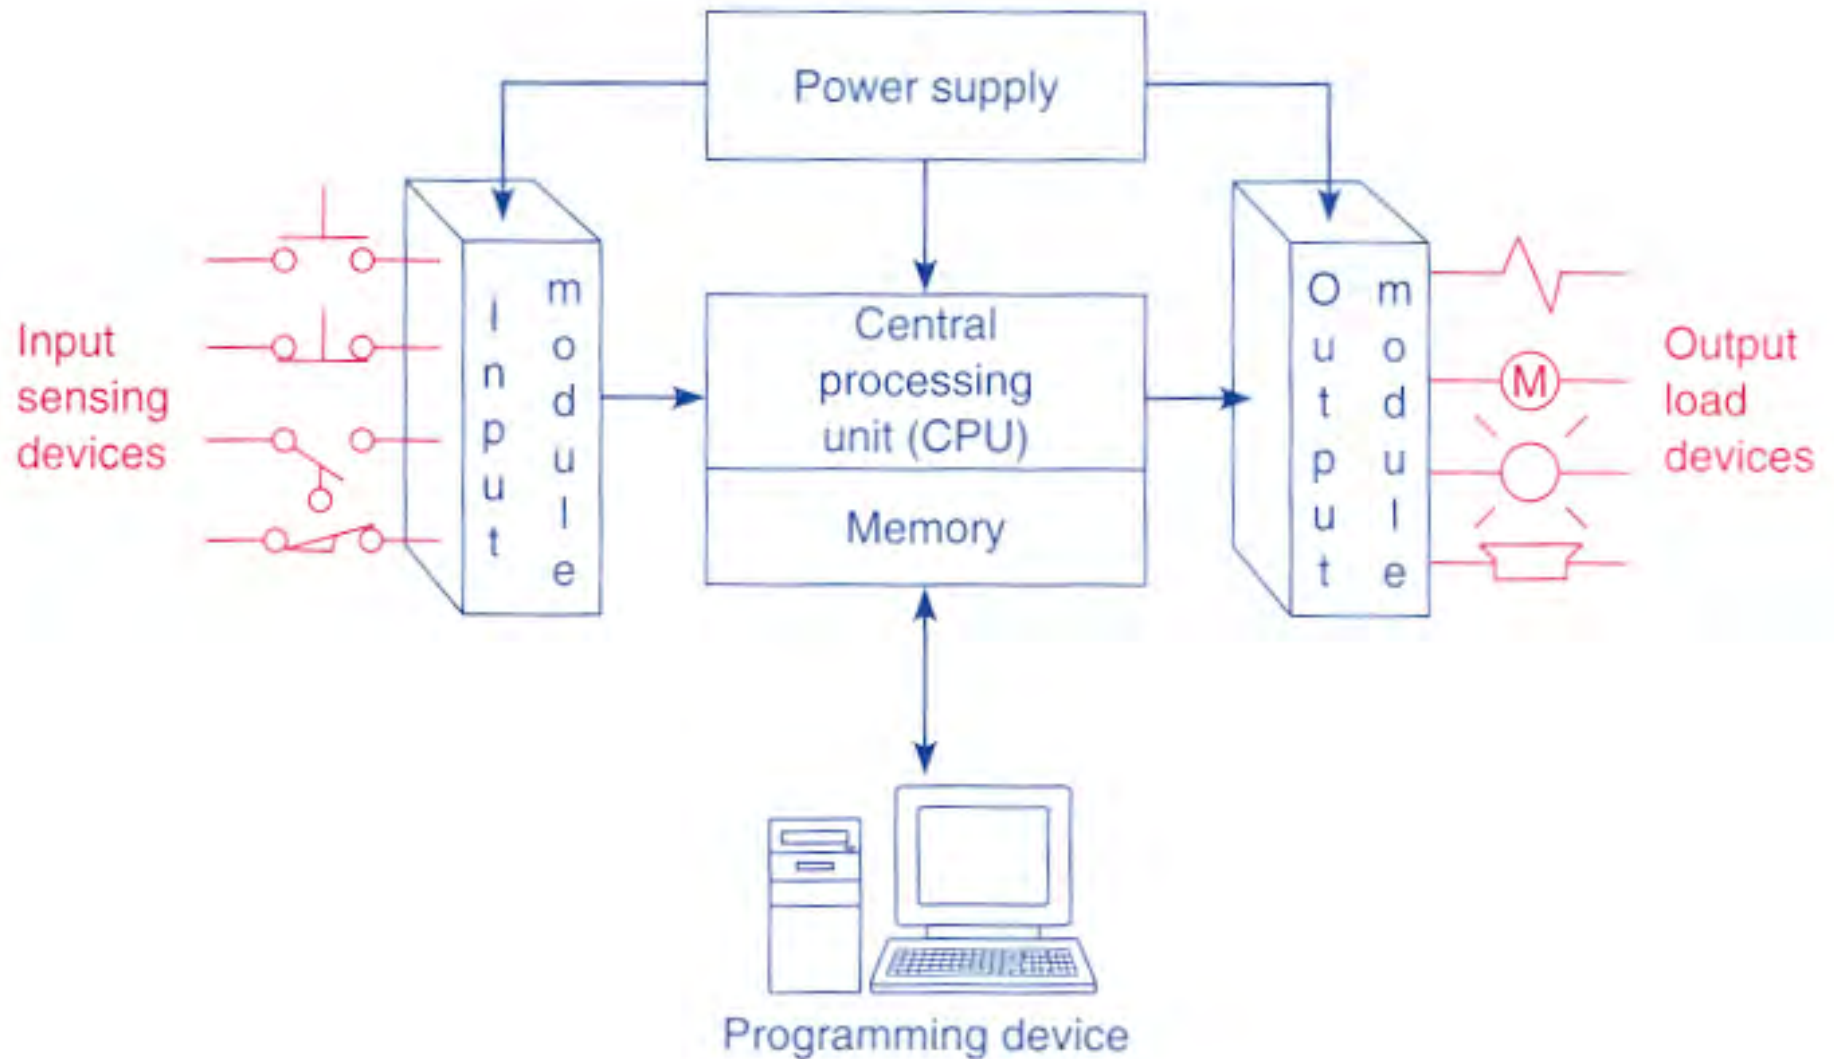 Power supply
Input
sensing
devices
Input
module
Central
processing
unit (CPU)
Memory
Output
module
M
Output
load
devices
Programming device